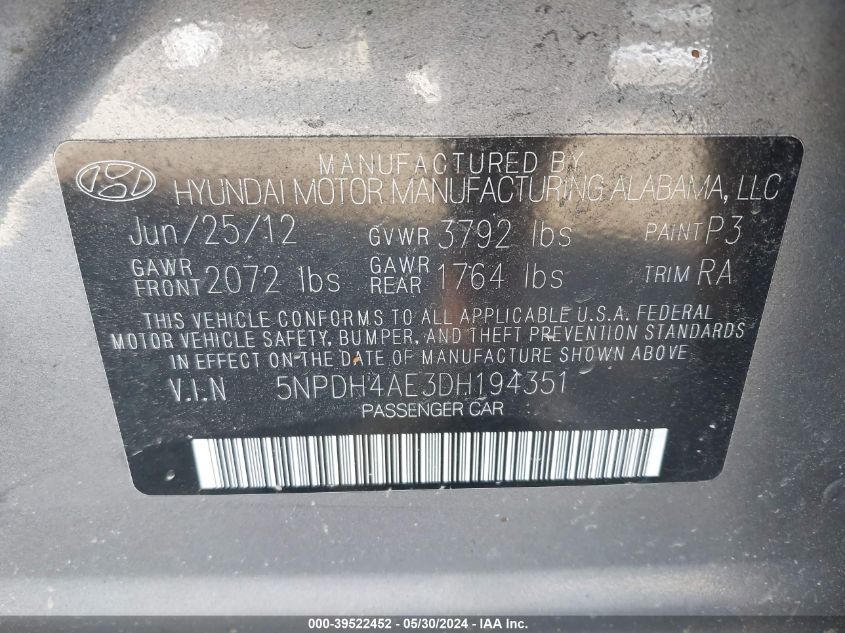 MANUFACTURED BY
HYUNDAI MOTOR MANUFACTURING ALABAMA, LLC
Jun/25/12 GVWR 3792 lbs PAINT P3
GAWR FRONT 2072 lbs GAWR REAR 1764 lbs TRIM RA
THIS VEHICLE CONFORMS TO ALL APPLICABLE U.S.A. FEDERAL
MOTOR VEHICLE SAFETY, BUMPER, AND THEFT PREVENTION STANDARDS
IN EFFECT ON THE DATE OF MANUFACTURE SHOWN ABOVE
V.I.N 5NPDH4AE3DH194351
PASSENGER CAR
000-39522452 - 05/30/2024 - IAA Inc.